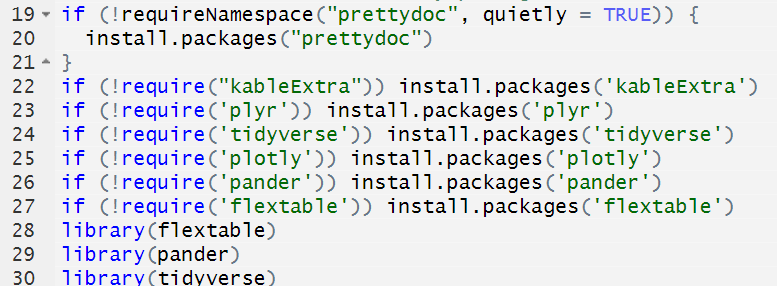 19 if (!requireNamespace("prettydoc", quietly = TRUE)) {
20 install.packages("prettydoc")
21 }
22 if (!require("kableExtra")) install.packages('kableExtra')
23 if (!require('plyr')) install.packages('plyr')
24 if (!require('tidyverse')) install.packages('tidyverse')
25 if (!require('plotly')) install.packages('plotly')
26 if (!require('pander')) install.packages('pander')
27 if (!require('flextable')) install.packages('flextable')
28 library(flextable)
29 library(pander)
30 library(tidyverse)